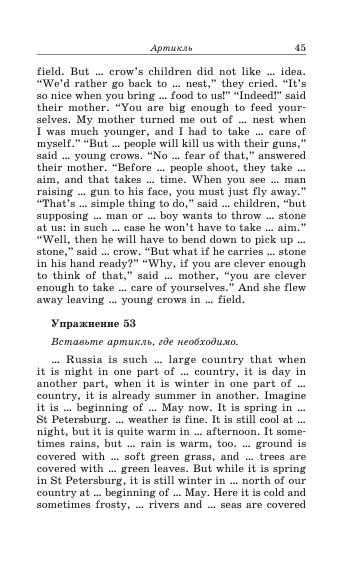 Артикль 45
field. But ... crow's children did not like ... idea.
“We'd rather go back to ... nest,” they cried. “It's
so nice when you bring ... food to us!” “Indeed!” said
their mother. “You are big enough to feed your-
selves. My mother turned me out of ... nest when
I was much younger, and I had to take ... care of
myself.” “But ... people will kill us with their guns,”
said ... young crows. “No ... fear of that,” answered
their mother. “Before ... people shoot, they take ...
aim, and that takes ... time. When you see ... man
raising ... gun to his face, you must just fly away.”
“That's ... simple thing to do,” said ... children, “but
supposing ... man or ... boy wants to throw ... stone
at us: in such ... case he won't have to take ... aim.”
“Well, then he will have to bend down to pick up ...
stone,” said ... crow. “But what if he carries ... stone
in his hand ready?” “Why, if you are clever enough
to think of that,” said ... mother, “you are clever
enough to take ... care of yourselves.” And she flew
away leaving ... young crows in ... field.
Упражнение 53
Вставьте артикль, где необходимо.
... Russia is such ... large country that when
it is night in one part of ... country, it is day in
another part, when it is winter in one part of ...
country, it is already summer in another. Imagine
it is ... beginning of ... May now. It is spring in ...
St Petersburg. ... weather is fine. It is still cool at ...
night, but it is quite warm in ... afternoon. It some-
times rains, but ... rain is warm, too. ... ground is
covered with ... soft green grass, and ... trees are
covered with ... green leaves. But while it is spring
in St Petersburg, it is still winter in ... north of our
country at ... beginning of ... May. Here it is cold and
sometimes frosty, ... rivers and ... seas are covered